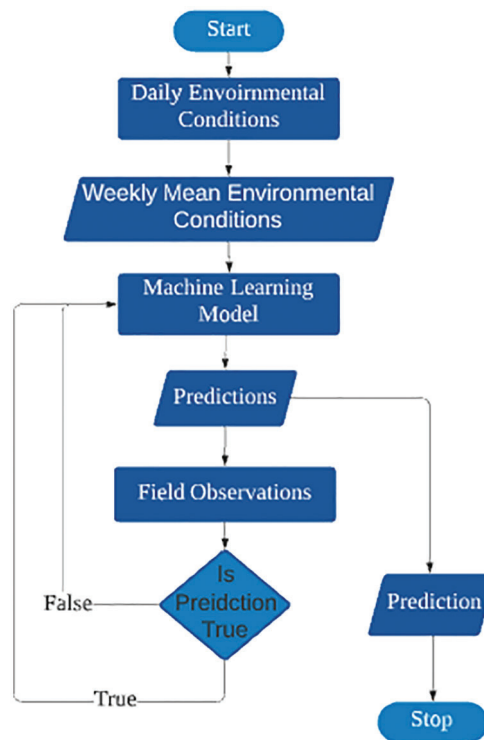 Start
Daily Envoirnmental
Conditions
Weekly Mean Environmental
Conditions
Machine Learning
Model
Predictions
Field Observations
Is
Preidction
True
False
True
Prediction
Stop